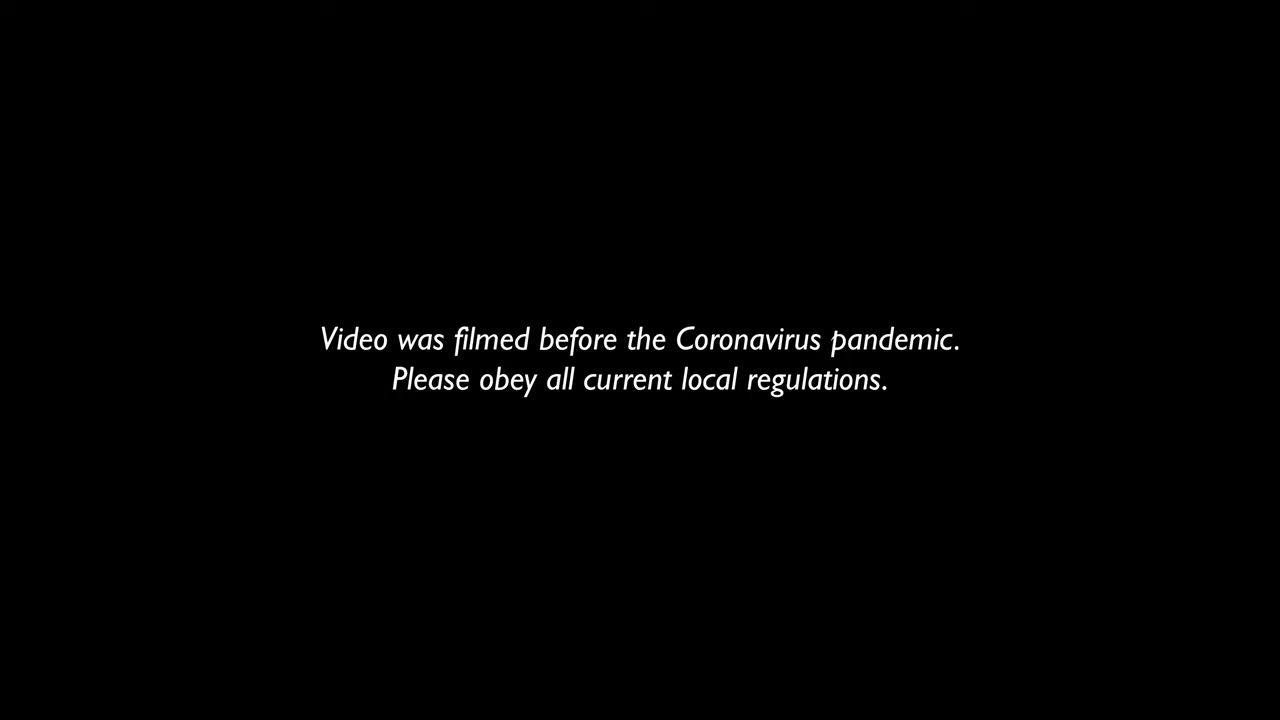 Video was filmed before the Coronavirus pandemic.
Please obey all current local regulations.